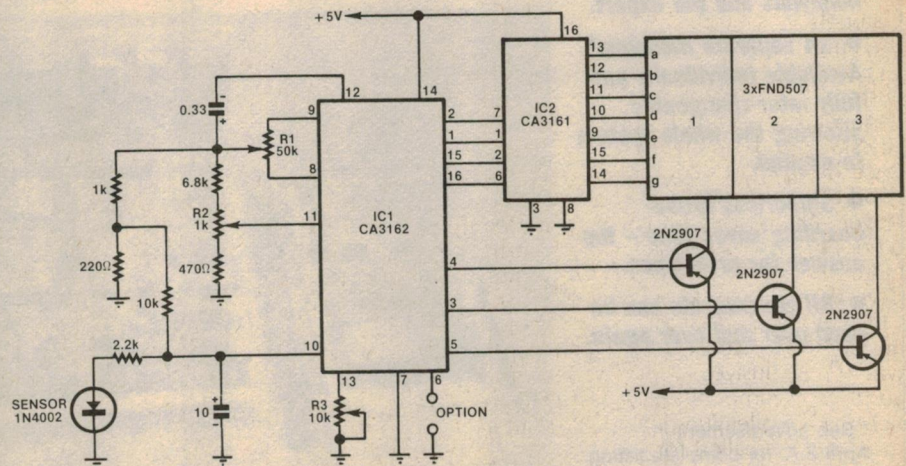 +5V
16
13
a
12
b
11
c
10
d
9
e
15
f
14
g
3xFND507
1
2
3
IC2
CA3161
7
1
2
6
3
8
12
14
0.33
-
+
9
R1
50k
8
2
1
15
16
1k
6.8k
R2
1k
11
IC1
CA3162
220Ω
470Ω
10k
4
3
5
2N2907
2N2907
2N2907
2.2k
10
SENSOR
1N4002
+
10
-
13
7
6
R3
10k
OPTION
+5V